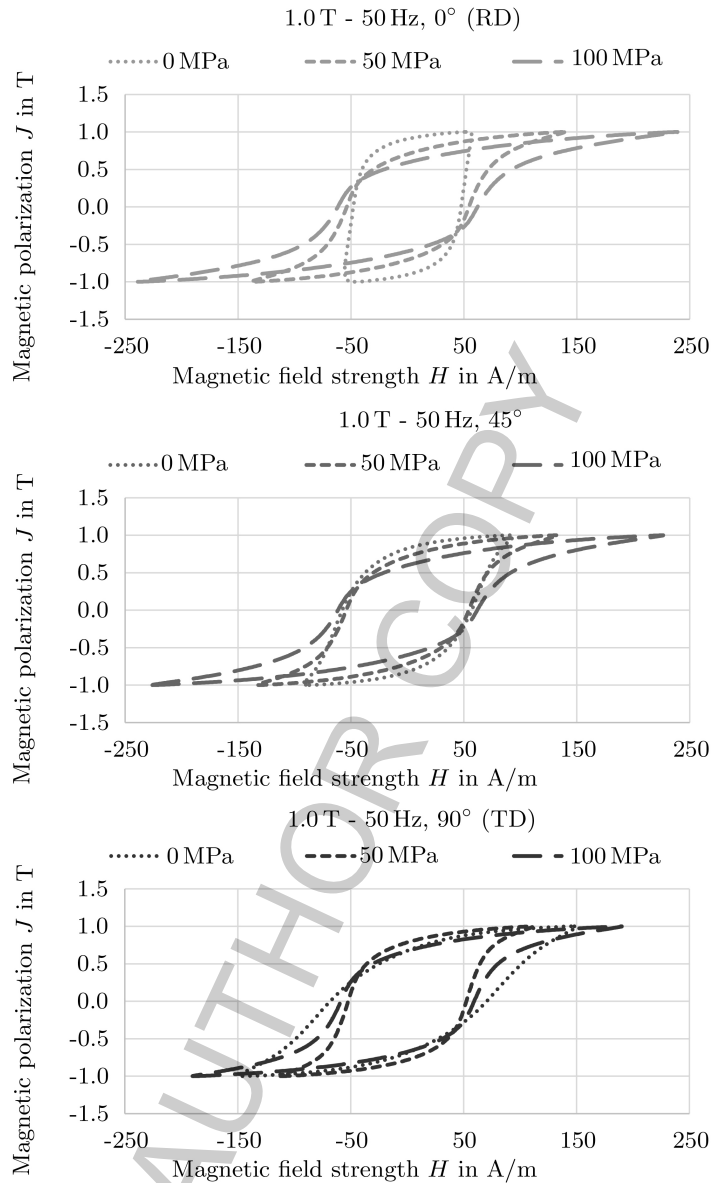 1.0 T - 50 Hz, 0° (RD)
0 MPa 50 MPa 100 MPa
Magnetic polarization J in T
1.5
1.0
0.5
0.0
-0.5
-1.0
-1.5
-250 -150 -50 50 150 250
Magnetic field strength H in A/m
1.0 T - 50 Hz, 45°
0 MPa 50 MPa 100 MPa
Magnetic polarization J in T
1.5
1.0
0.5
0.0
-0.5
-1.0
-1.5
-250 -150 -50 50 150 250
Magnetic field strength H in A/m
1.0 T - 50 Hz, 90° (TD)
0 MPa 50 MPa 100 MPa
Magnetic polarization J in T
1.5
1.0
0.5
0.0
-0.5
-1.0
-1.5
-250 -150 -50 50 150 250
Magnetic field strength H in A/m
AUTHOR COPY